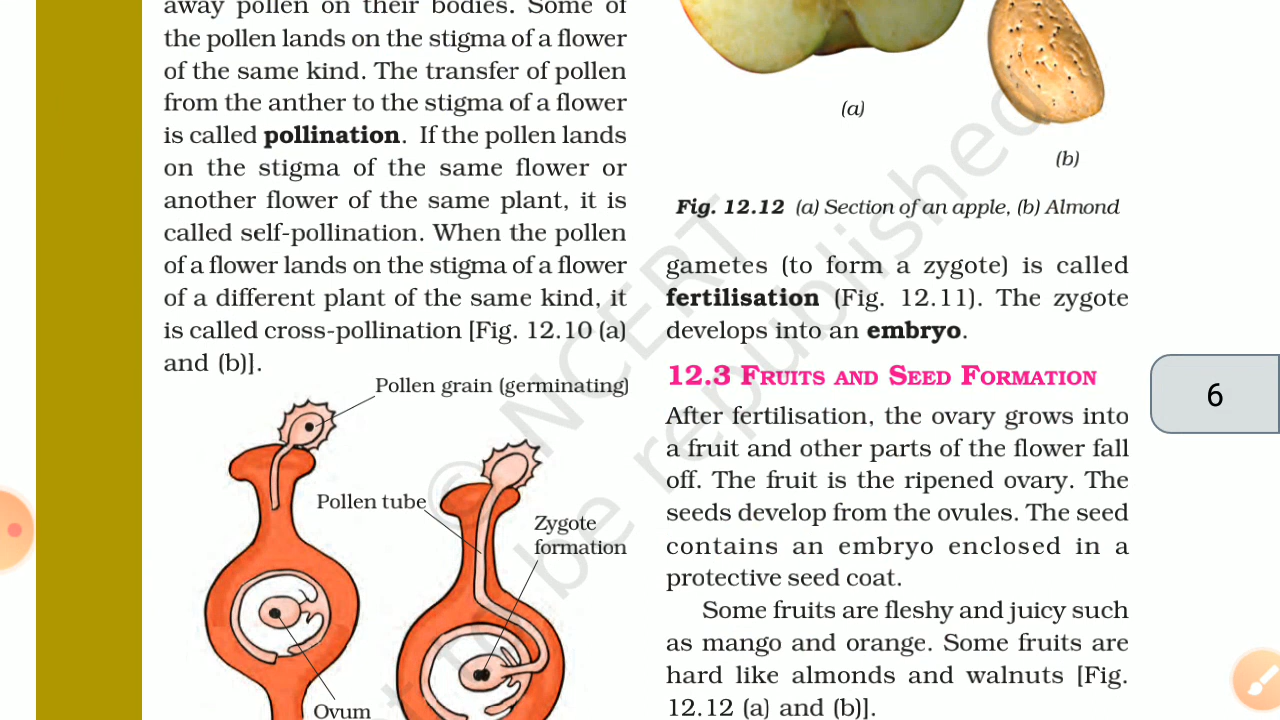 away pollen on their bodies. Some of
the pollen lands on the stigma of a flower
of the same kind. The transfer of pollen
from the anther to the stigma of a flower
is called pollination. If the pollen lands
on the stigma of the same flower or
another flower of the same plant, it is
called self-pollination. When the pollen
of a flower lands on the stigma of a flower
of a different plant of the same kind, it
is called cross-pollination [Fig. 12.10 (a)
and (b)].
Pollen grain (germinating)
Pollen tube
Zygote
formation
Ovum
(a)
(b)
Fig. 12.12 (a) Section of an apple, (b) Almond
gametes (to form a zygote) is called
fertilisation (Fig. 12.11). The zygote
develops into an embryo.
12.3 FRUITS AND SEED FORMATION
After fertilisation, the ovary grows into
a fruit and other parts of the flower fall
off. The fruit is the ripened ovary. The
seeds develop from the ovules. The seed
contains an embryo enclosed in a
protective seed coat.
Some fruits are fleshy and juicy such
as mango and orange. Some fruits are
hard like almonds and walnuts [Fig.
12.12 (a) and (b)].
6
© NCERT
be republished